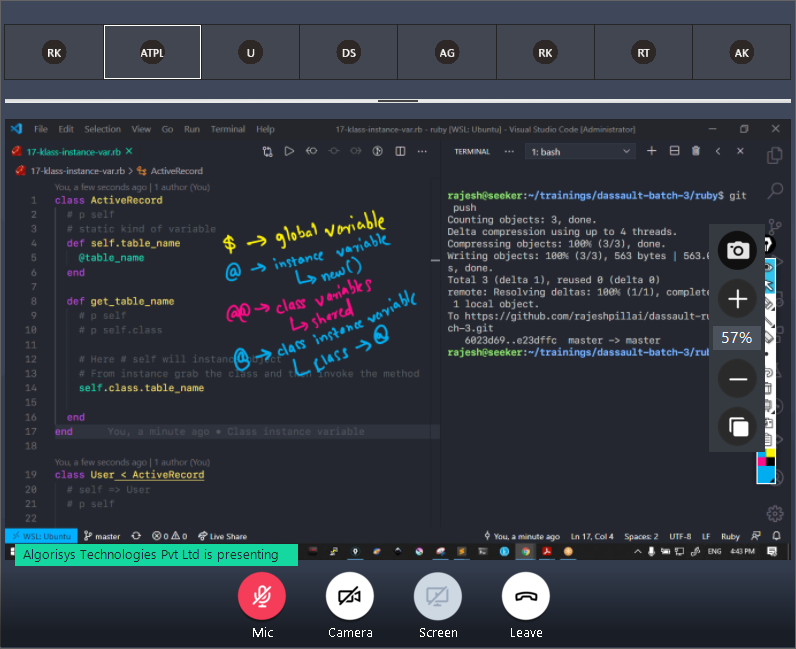 RK ATPL U DS AG RK RT AK
File Edit Selection View Go Run Terminal Help 17-klass-instance-var.rb - ruby [WSL: Ubuntu] - Visual Studio Code [Administrator]
17-klass-instance-var.rb
17-klass-instance-var.rb > ActiveRecord
You, a few seconds ago | 1 author (You)
1 class ActiveRecord
2 # p self
3 # static kind of variable
4 def self.table_name
5 @table_name
6 end
7
8 def get_table_name
9 # p self
10 # p self.class
11
12 # Here # self will instance object
13 # From instance grab the class and then invoke the method
14 self.class.table_name
15
16 end
17 end You, a minute ago • Class instance variable
18
You, a few seconds ago | 1 author (You)
19 class User < ActiveRecord
20 # self => User
21 # p self
22
$ → global variable
@ → instance variable
↳ new()
@@ → class variables
↳ shared
@ → class instance variable
↳ class → @
TERMINAL ... 1: bash
rajesh@seeker:~/trainings/dassault-batch-3/ruby$ git
push
Counting objects: 3, done.
Delta compression using up to 4 threads.
Compressing objects: 100% (3/3), done.
Writing objects: 100% (3/3), 563 bytes | 563.0
s, done.
Total 3 (delta 1), reused 0 (delta 0)
remote: Resolving deltas: 100% (1/1), complete
1 local object.
To https://github.com/rajeshpillai/dassault-ru
ch-3.git
6023d69..e23dffc master -> master
rajesh@seeker:~/trainings/dassault-batch-3/ruby
57%
WSL: Ubuntu master 0 0 Live Share You, a minute ago Ln 17, Col 4 Spaces: 2 UTF-8 LF Ruby
ENG 4:43 PM
Algorisys Technologies Pvt Ltd is presenting
Mic Camera Screen Leave